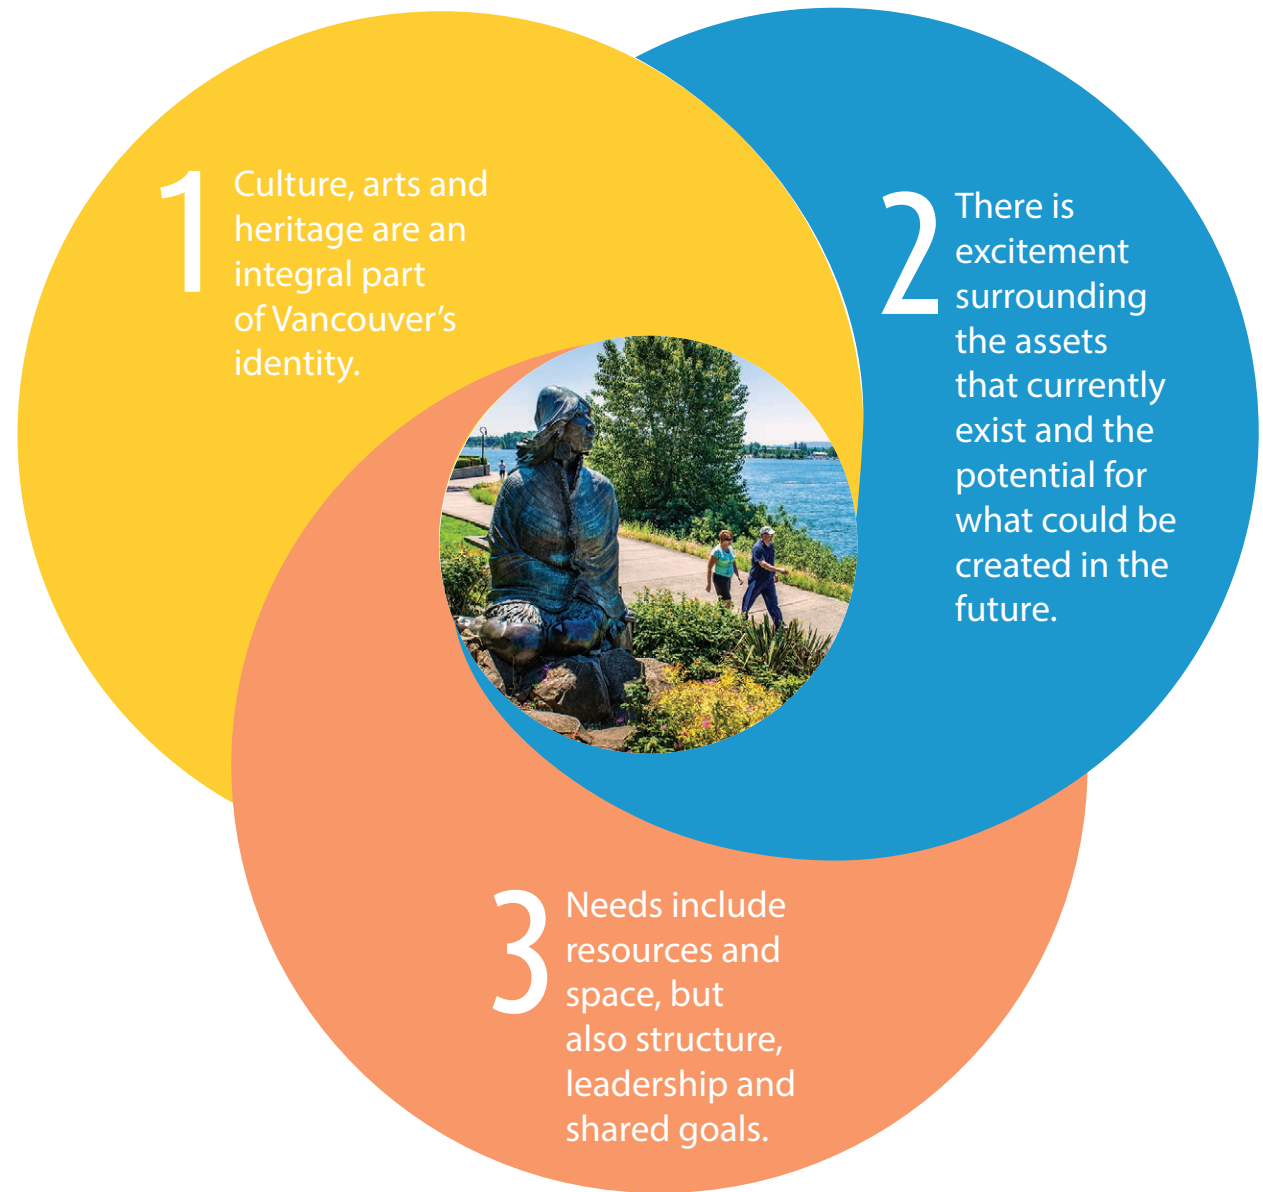 1
Culture, arts and
heritage are an
integral part
of Vancouver’s
identity.
2
There is
excitement
surrounding
the assets
that currently
exist and the
potential for
what could be
created in the
future.
3
Needs include
resources and
space, but
also structure,
leadership and
shared goals.